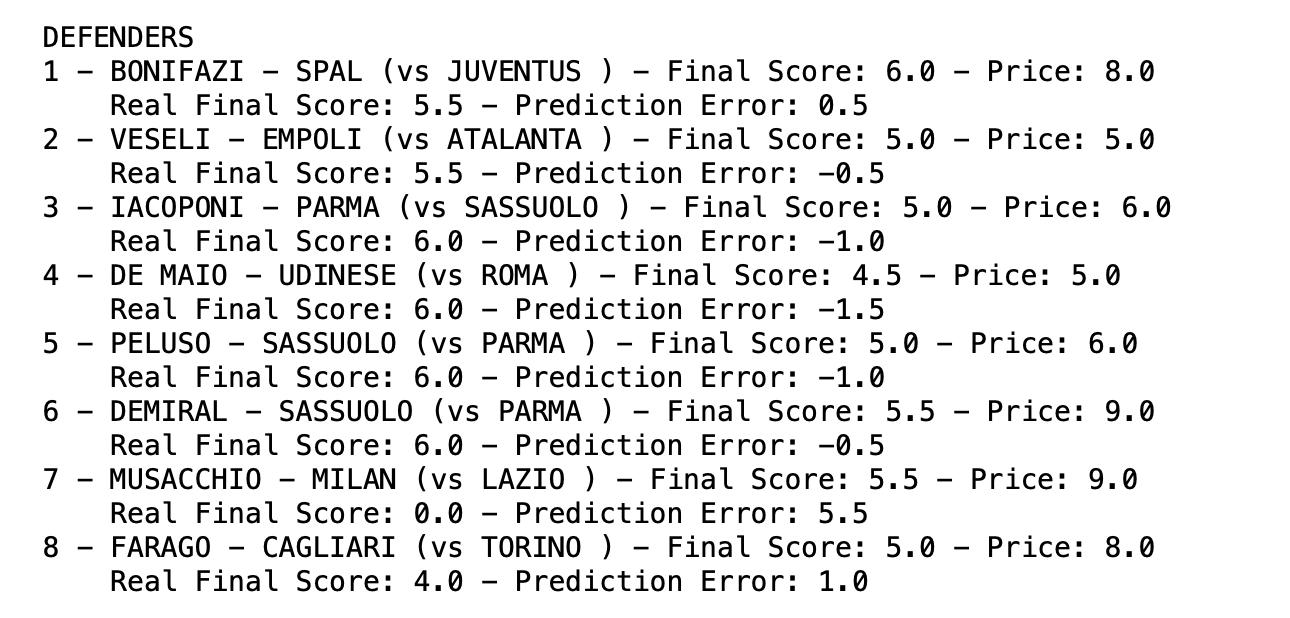 DEFENDERS
1 – BONIFAZI – SPAL (vs JUVENTUS ) – Final Score: 6.0 – Price: 8.0
Real Final Score: 5.5 – Prediction Error: 0.5
2 – VESELI – EMPOLI (vs ATALANTA ) – Final Score: 5.0 – Price: 5.0
Real Final Score: 5.5 – Prediction Error: -0.5
3 – IACOPONI – PARMA (vs SASSUOLO ) – Final Score: 5.0 – Price: 6.0
Real Final Score: 6.0 – Prediction Error: -1.0
4 – DE MAIO – UDINESE (vs ROMA ) – Final Score: 4.5 – Price: 5.0
Real Final Score: 6.0 – Prediction Error: -1.5
5 – PELUSO – SASSUOLO (vs PARMA ) – Final Score: 5.0 – Price: 6.0
Real Final Score: 6.0 – Prediction Error: -1.0
6 – DEMIRAL – SASSUOLO (vs PARMA ) – Final Score: 5.5 – Price: 9.0
Real Final Score: 6.0 – Prediction Error: -0.5
7 – MUSACCHIO – MILAN (vs LAZIO ) – Final Score: 5.5 – Price: 9.0
Real Final Score: 0.0 – Prediction Error: 5.5
8 – FARAGO – CAGLIARI (vs TORINO ) – Final Score: 5.0 – Price: 8.0
Real Final Score: 4.0 – Prediction Error: 1.0